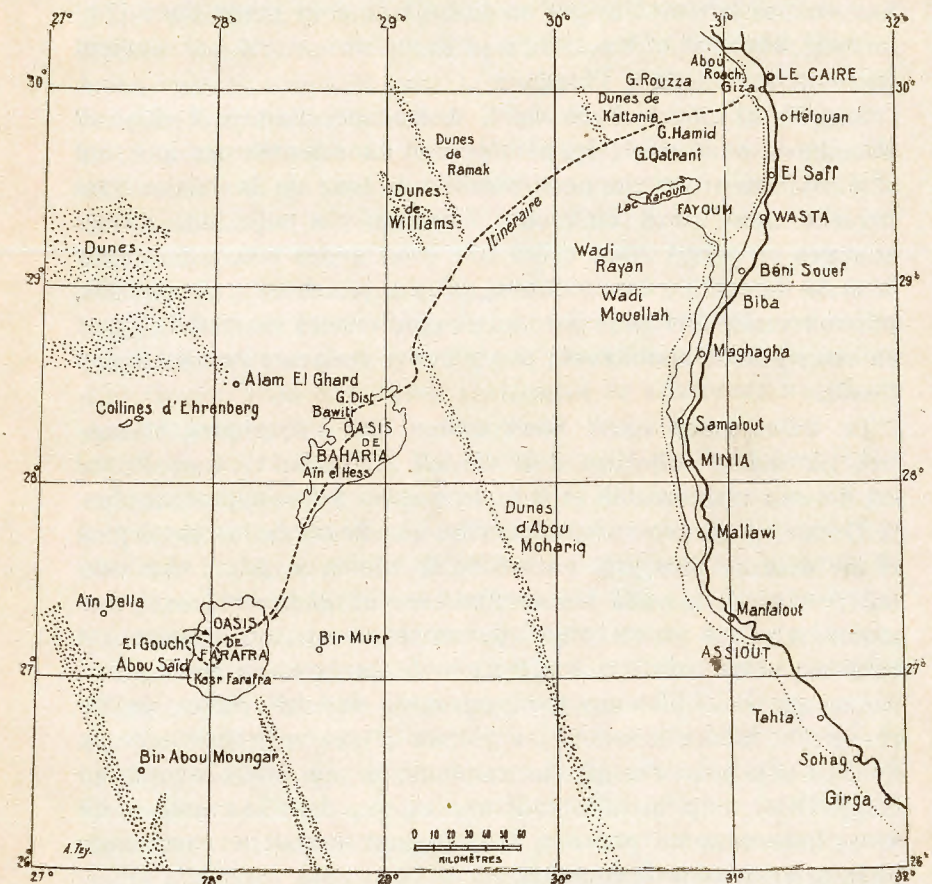 27°
28°
29°
30°
31°
32°
30°
30°
29°
29°
28°
28°
27°
27°
26°
26°
27°
28°
29°
30°
31°
32°
Abou
Roach
LE CAIRE
G. Rouzza
Giza
Dunes de
Kattania
Hélouan
G. Hamid
G. Qatrani
Dunes
de
Ramak
El Saff
Lac Karoun
FAYOUM
WASTA
Dunes
de
Williams
Itinéraire
Dunes
Wadi
Rayan
Béni Souef
Wadi
Mouellah
Biba
Maghagha
Alam El Ghard
G. Dist
Bawiti
Collines d'Ehrenberg
OASIS
DE
BAHARIA
Aïn el Hess
Samalout
MINIA
Dunes
d'Abou
Mohariq
Mallawi
Aïn Della
OASIS
DE
FARAFRA
El Gouch
Abou Saïd
Kasr Farafra
Bir Murr
Manfalout
ASSIOUT
Tahta
Bir Abou Moungar
Sohag
Girga
0 10 20 30 40 50 60
KILOMÈTRES
A. Tey.